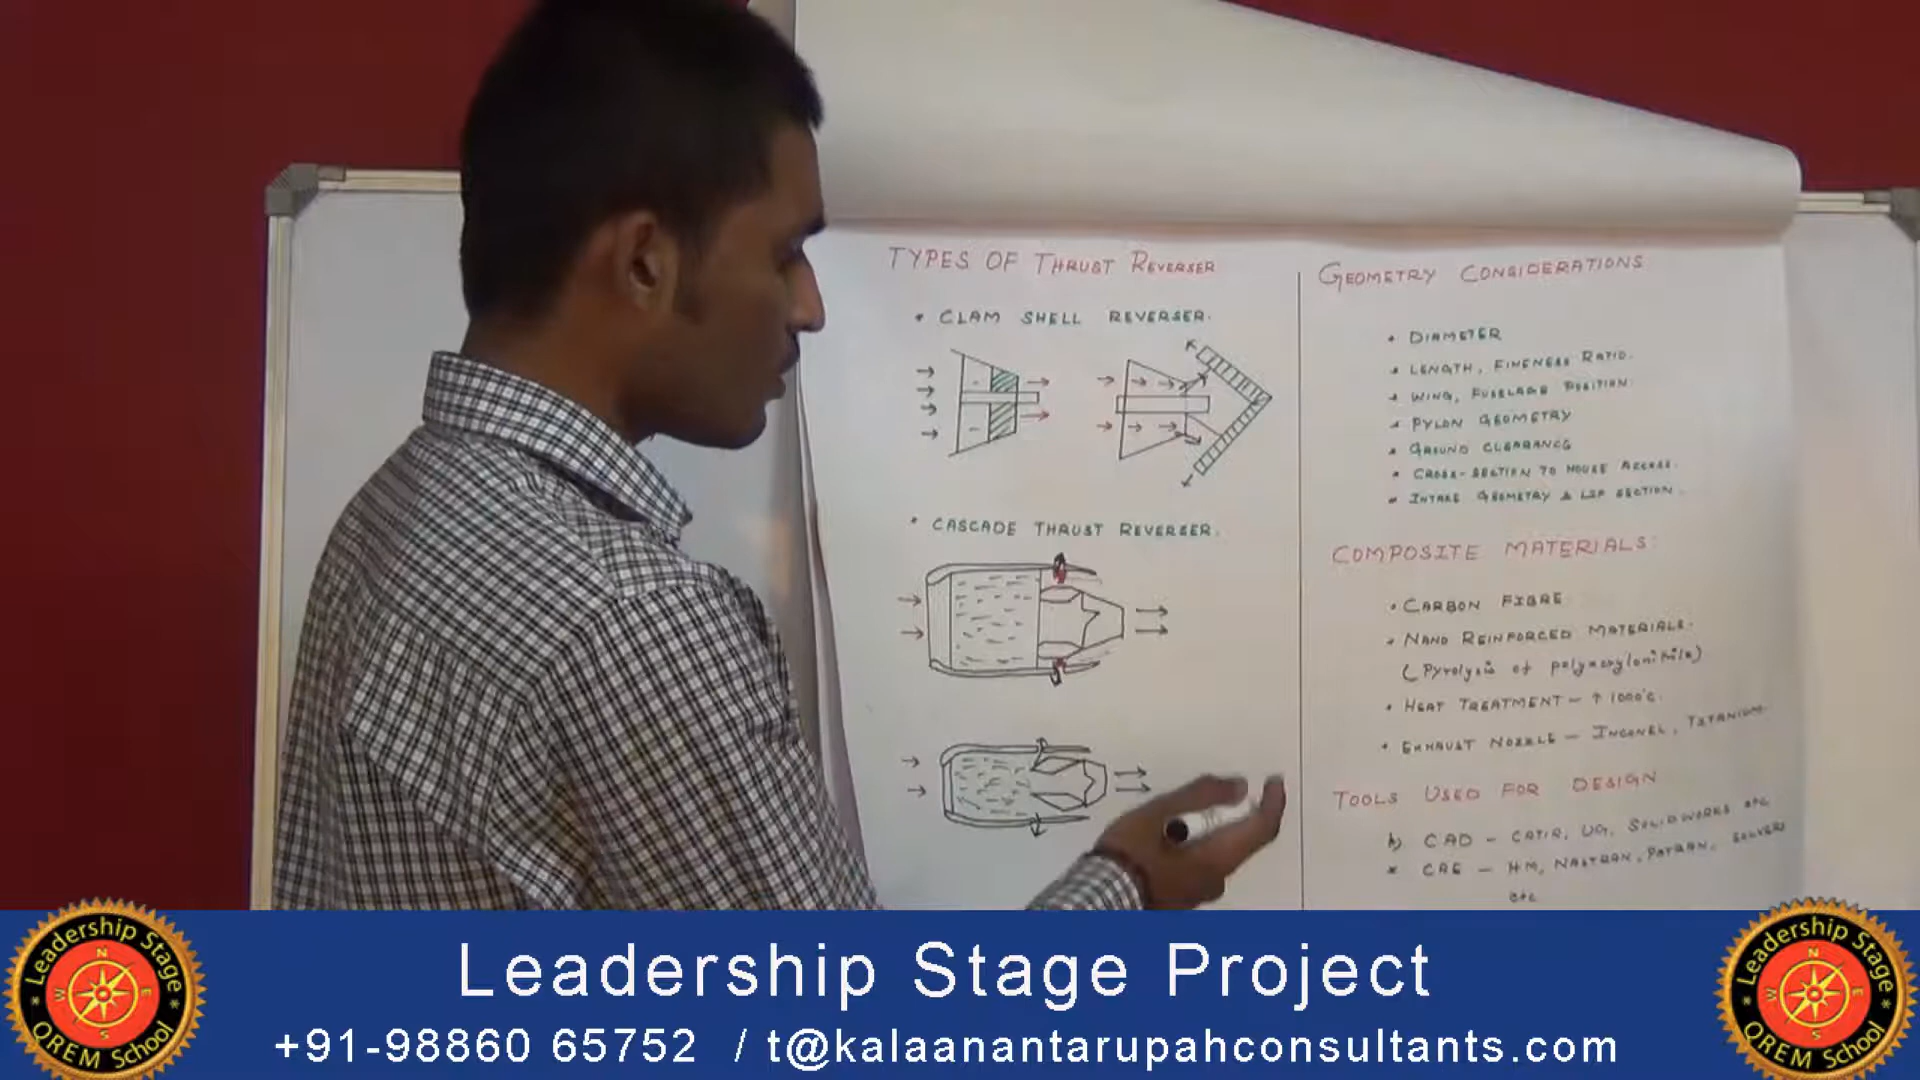 TYPES OF THRUST REVERSER
• CLAM SHELL REVERSER.
• CASCADE THRUST REVERSER.
GEOMETRY CONSIDERATIONS
• DIAMETER
• LENGTH, FINENESS RATIO.
• WING, FUSELAGE POSITION
• PYLON GEOMETRY
• GROUND CLEARANCE
• CROSS-SECTION TO HOUSE ACCESS.
• INTAKE GEOMETRY & LIP SECTION.
COMPOSITE MATERIALS:
• CARBON FIBRE
• NANO REINFORCED MATERIALS.
(Pyrolysis of polyacrylonitrile)
• HEAT TREATMENT - ↑ 1000°C.
• EXHAUST NOZZLE - INCONEL, TITANIUM.
TOOLS USED FOR DESIGN
CAD - CATIA, UG, SOLIDWORKS etc
* CAE - HM, NASTRAN, PATRAN, SOLVERS
etc
Leadership Stage Project
+91-98860 65752 / t@kalaanantarupahconsultants.com
Leadership Stage
N
W E
S
* QREM School *
Leadership Stage
N
W E
S
* QREM School *